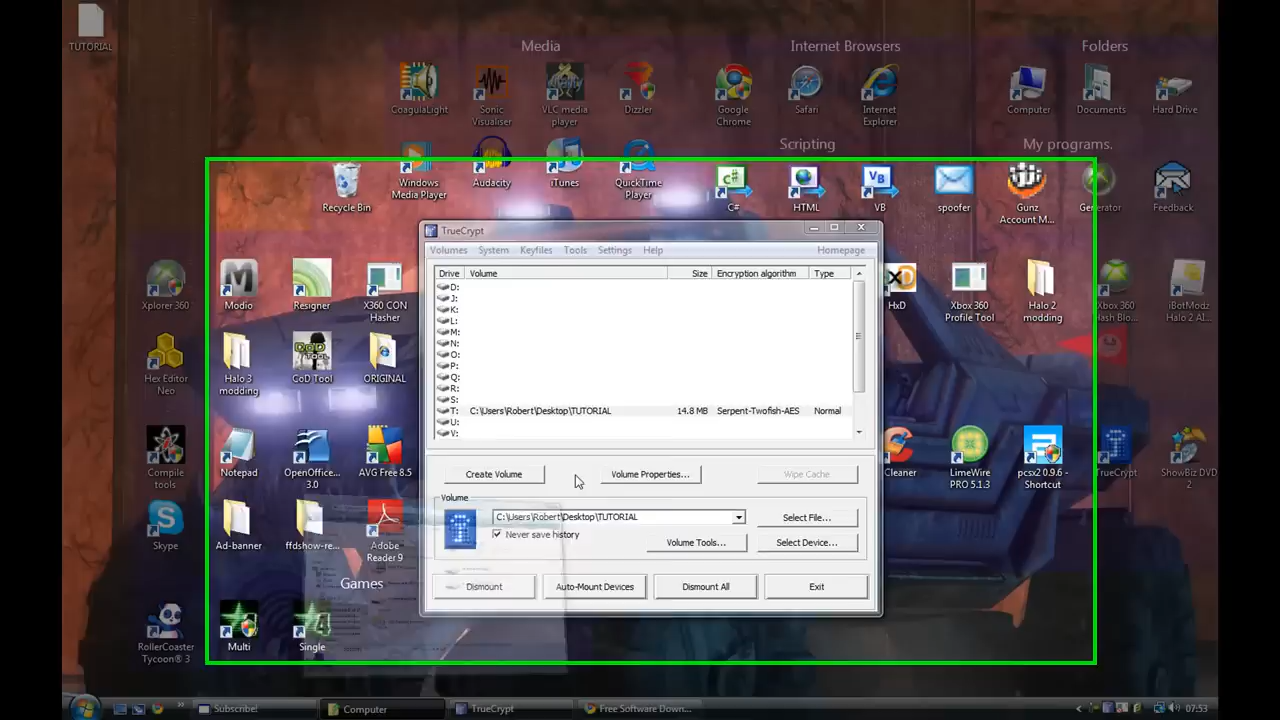 TUTORIAL
Media
Internet Browsers
Folders
CoagulaLight
Sonic Visualiser
VLC media player
Dizzler
Google Chrome
Safari
Internet Explorer
Computer
Documents
Hard Drive
Scripting
My programs.
Recycle Bin
Windows Media Player
Audacity
iTunes
QuickTime Player
C#
C#
HTML
VB
VB
spoofer
Gunz Account M...
Generator
Feedback
TrueCrypt
Volumes System Keyfiles Tools Settings Help Homepage
Drive Volume Size Encryption algorithm Type
D:
J:
K:
L:
M:
N:
O:
P:
Q:
R:
S:
T: C:\Users\Robert\Desktop\TUTORIAL 14.8 MB Serpent-Twofish-AES Normal
U:
V:
Create Volume Volume Properties... Wipe Cache
Volume
C:\Users\Robert\Desktop\TUTORIAL Select File...
Never save history Volume Tools... Select Device...
Dismount Auto-Mount Devices Dismount All Exit
Xplorer 360
Modio
Resigner
X360 CON Hasher
HxD
Xbox 360 Profile Tool
Halo 2 modding
iBotModz Halo 2 AI...
Hex Editor Neo
Halo 3 modding
CoD Tool
ORIGINAL
Compile tools
Notepad
OpenOffice... 3.0
AVG Free 8.5
LimeWire PRO 5.1.3
pcsx2 0.9.6 - Shortcut
TrueCrypt
ShowBiz DVD 2
Skype
Ad-banner
ffdshow-re...
Adobe Reader 9
Games
RollerCoaster Tycoon® 3
Multi
Single
Subscribe!
Computer
TrueCrypt
Free Software Down...
07:53